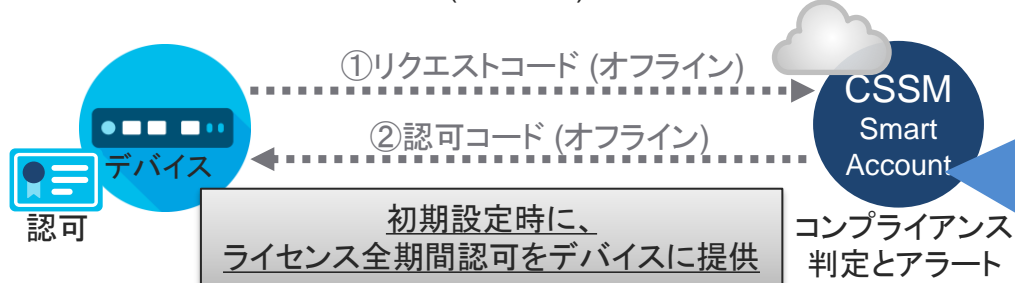 ①リクエストコード (オフライン)
CSSM
Smart
Account
②認可コード (オフライン)
デバイス
認可
初期設定時に、
ライセンス全期間認可をデバイスに提供
コンプライアンス
判定とアラート